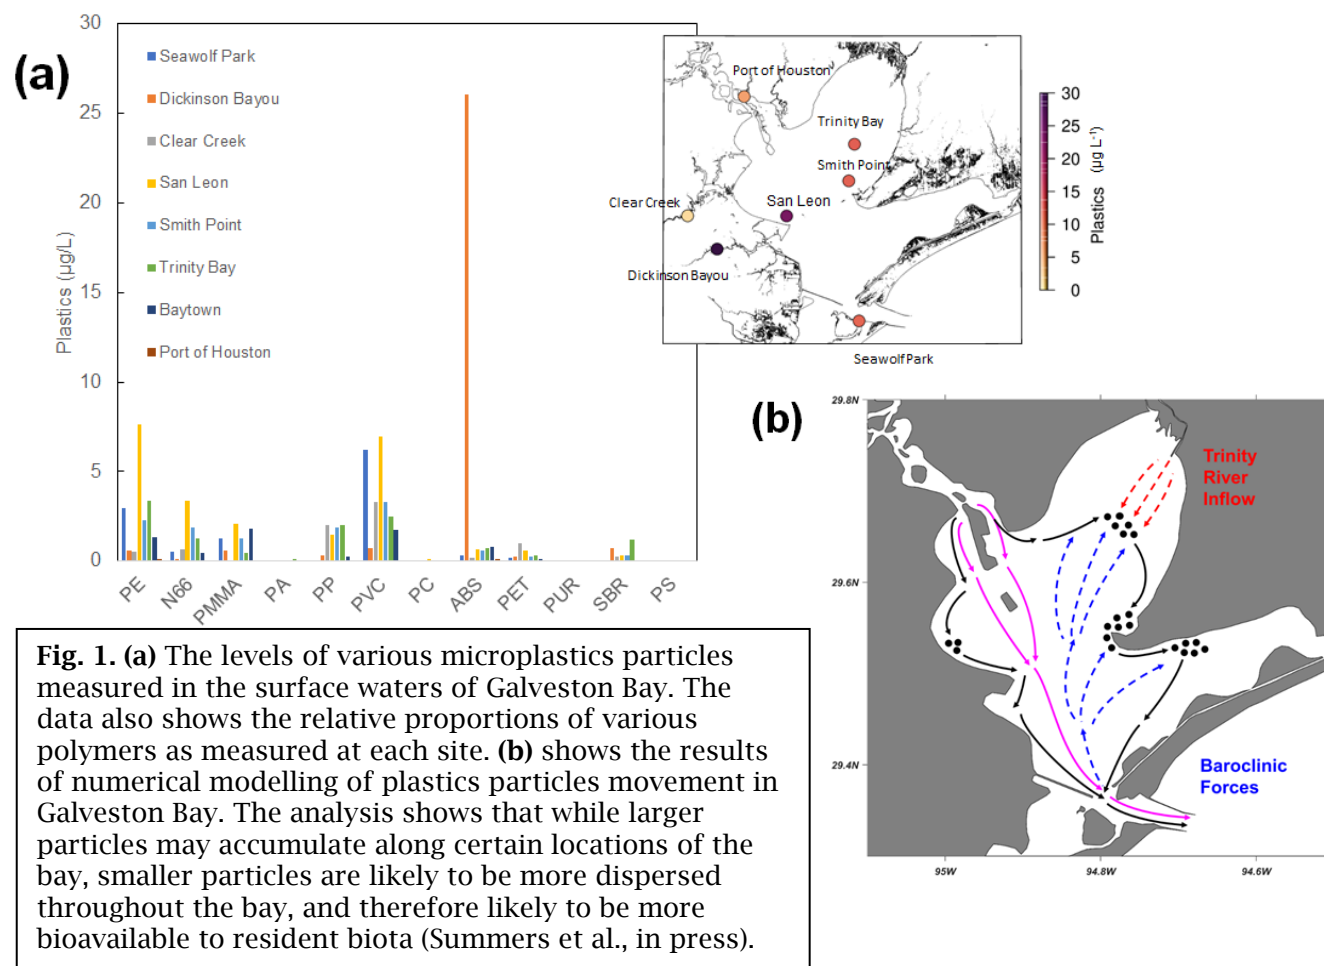 (a)
Plastics (µg/L)
30
25
20
15
10
5
0
Seawolf Park
Dickinson Bayou
Clear Creek
San Leon
Smith Point
Trinity Bay
Baytown
Port of Houston
PE
N66
PMMA
PA
PP
PVC
PC
ABS
PET
PUR
SBR
PS
Port of Houston
Trinity Bay
Smith Point
Clear Creek
San Leon
Dickinson Bayou
Seawolf Park
30
25
20
15
10
5
0
Plastics (µg L⁻¹)
(b)
29.8N
29.6N
29.4N
95W
94.8W
94.6W
Trinity
River
Inflow
Baroclinic
Forces
Fig. 1. (a) The levels of various microplastics particles
measured in the surface waters of Galveston Bay. The
data also shows the relative proportions of various
polymers as measured at each site. (b) shows the results
of numerical modelling of plastics particles movement in
Galveston Bay. The analysis shows that while larger
particles may accumulate along certain locations of the
bay, smaller particles are likely to be more dispersed
throughout the bay, and therefore likely to be more
bioavailable to resident biota (Summers et al., in press).